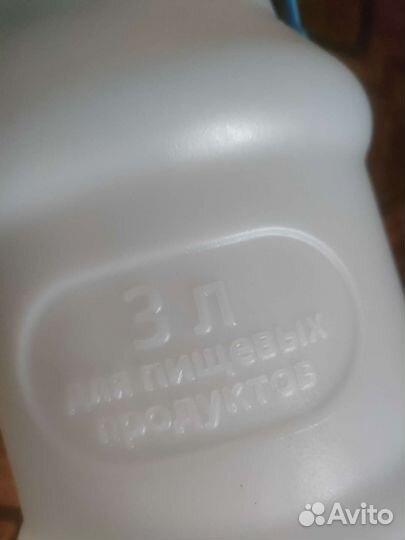 3 л
для пищевых
продуктов
Avito